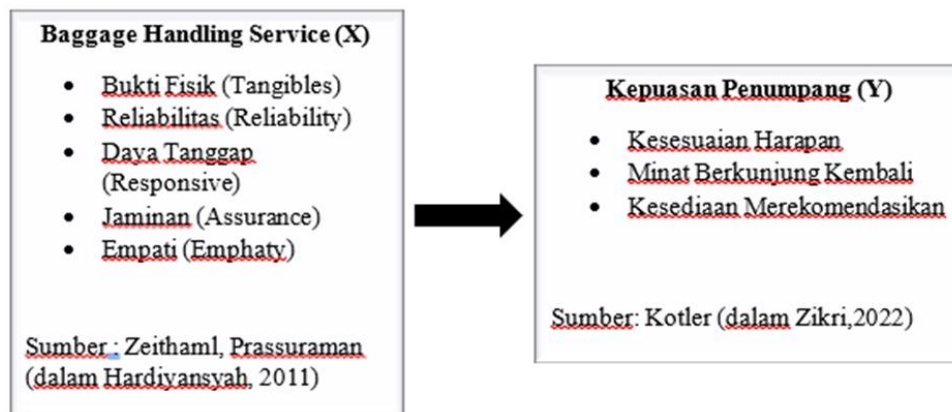 Baggage Handling Service (X)
• Bukti Fisik (Tangibles)
• Reliabilitas (Reliability)
• Daya Tanggap
(Responsive)
• Jaminan (Assurance)
• Empati (Emphaty)
Sumber : Zeithaml, Prassuraman
(dalam Hardiyansyah, 2011)
Kepuasan Penumpang (Y)
• Kesesuaian Harapan
• Minat Berkunjung Kembali
• Kesediaan Merekomendasikan
Sumber: Kotler (dalam Zikri,2022)